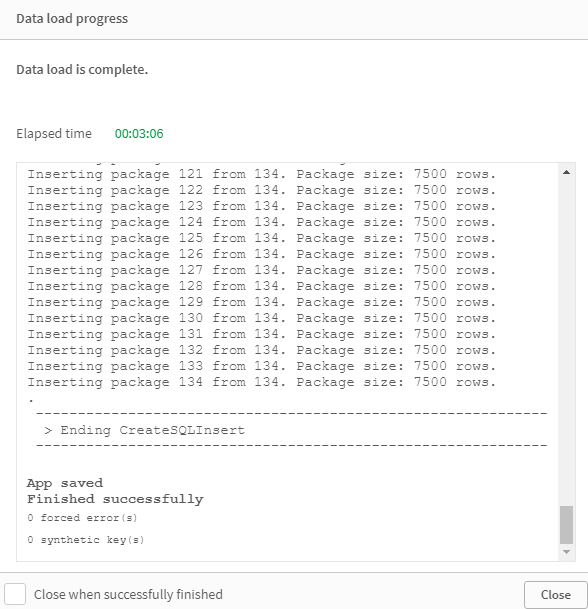 Data load progress
Data load is complete.
Elapsed time 00:03:06
Inserting package 121 from 134. Package size: 7500 rows.
Inserting package 122 from 134. Package size: 7500 rows.
Inserting package 123 from 134. Package size: 7500 rows.
Inserting package 124 from 134. Package size: 7500 rows.
Inserting package 125 from 134. Package size: 7500 rows.
Inserting package 126 from 134. Package size: 7500 rows.
Inserting package 127 from 134. Package size: 7500 rows.
Inserting package 128 from 134. Package size: 7500 rows.
Inserting package 129 from 134. Package size: 7500 rows.
Inserting package 130 from 134. Package size: 7500 rows.
Inserting package 131 from 134. Package size: 7500 rows.
Inserting package 132 from 134. Package size: 7500 rows.
Inserting package 133 from 134. Package size: 7500 rows.
Inserting package 134 from 134. Package size: 7500 rows.
.
-------------------------------------------------------------
> Ending CreateSQLInsert
-------------------------------------------------------------
App saved
Finished successfully
0 forced error(s)
0 synthetic key(s)
Close when successfully finished
Close